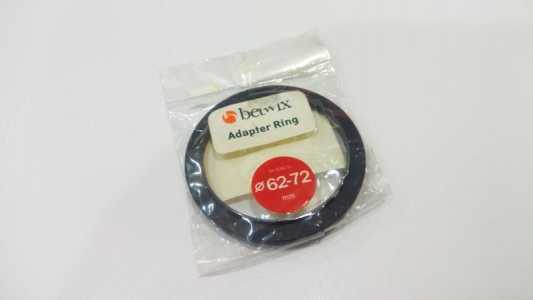 betwix
Adapter Ring
Ø 62-72
mm